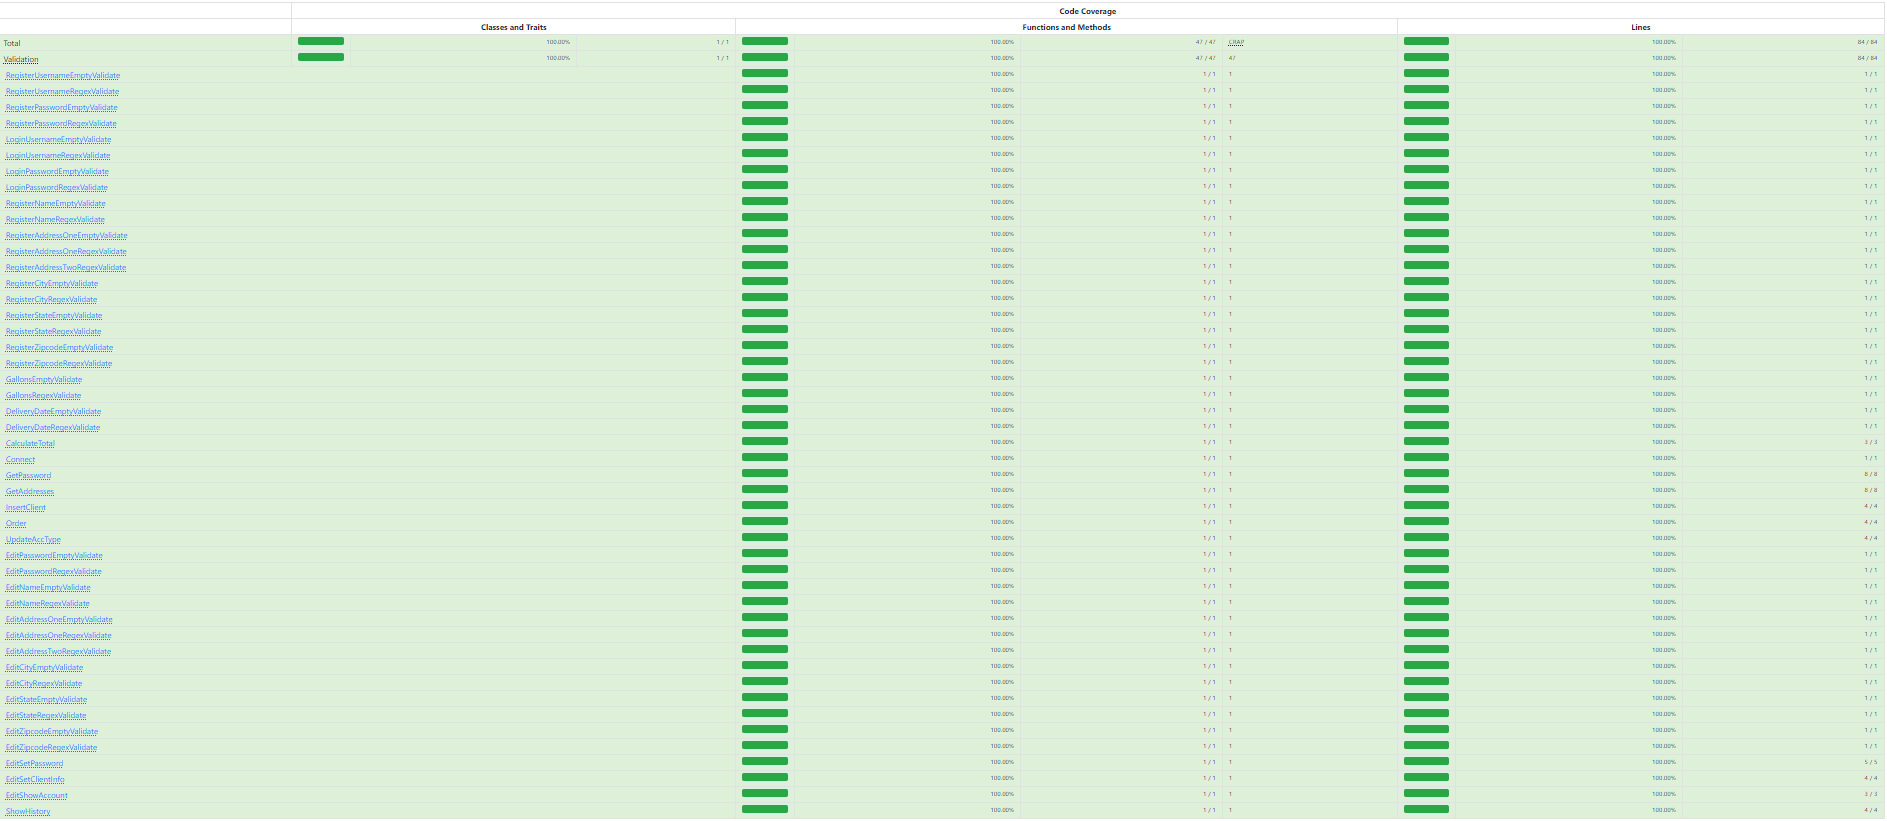 Code Coverage
Classes and Traits Functions and Methods Lines
Total 100.00% 1 / 1 100.00% 47 / 47 CRAP 100.00% 84 / 84
Validation 100.00% 1 / 1 100.00% 47 / 47 47 100.00% 84 / 84
RegisterUsernameEmptyValidate 100.00% 1 / 1 1 100.00% 1 / 1
RegisterUsernameRegexValidate 100.00% 1 / 1 1 100.00% 1 / 1
RegisterPasswordEmptyValidate 100.00% 1 / 1 1 100.00% 1 / 1
RegisterPasswordRegexValidate 100.00% 1 / 1 1 100.00% 1 / 1
LoginUsernameEmptyValidate 100.00% 1 / 1 1 100.00% 1 / 1
LoginUsernameRegexValidate 100.00% 1 / 1 1 100.00% 1 / 1
LoginPasswordEmptyValidate 100.00% 1 / 1 1 100.00% 1 / 1
LoginPasswordRegexValidate 100.00% 1 / 1 1 100.00% 1 / 1
RegisterNameEmptyValidate 100.00% 1 / 1 1 100.00% 1 / 1
RegisterNameRegexValidate 100.00% 1 / 1 1 100.00% 1 / 1
RegisterAddressOneEmptyValidate 100.00% 1 / 1 1 100.00% 1 / 1
RegisterAddressOneRegexValidate 100.00% 1 / 1 1 100.00% 1 / 1
RegisterAddressTwoRegexValidate 100.00% 1 / 1 1 100.00% 1 / 1
RegisterCityEmptyValidate 100.00% 1 / 1 1 100.00% 1 / 1
RegisterCityRegexValidate 100.00% 1 / 1 1 100.00% 1 / 1
RegisterStateEmptyValidate 100.00% 1 / 1 1 100.00% 1 / 1
RegisterStateRegexValidate 100.00% 1 / 1 1 100.00% 1 / 1
RegisterZipcodeEmptyValidate 100.00% 1 / 1 1 100.00% 1 / 1
RegisterZipcodeRegexValidate 100.00% 1 / 1 1 100.00% 1 / 1
GallonsEmptyValidate 100.00% 1 / 1 1 100.00% 1 / 1
GallonsRegexValidate 100.00% 1 / 1 1 100.00% 1 / 1
DeliveryDateEmptyValidate 100.00% 1 / 1 1 100.00% 1 / 1
DeliveryDateRegexValidate 100.00% 1 / 1 1 100.00% 1 / 1
CalculateTotal 100.00% 1 / 1 1 100.00% 3 / 3
Connect 100.00% 1 / 1 1 100.00% 1 / 1
GetPassword 100.00% 1 / 1 1 100.00% 8 / 8
GetAddresses 100.00% 1 / 1 1 100.00% 8 / 8
InsertClient 100.00% 1 / 1 1 100.00% 4 / 4
Order 100.00% 1 / 1 1 100.00% 4 / 4
UpdateAccType 100.00% 1 / 1 1 100.00% 4 / 4
EditPasswordEmptyValidate 100.00% 1 / 1 1 100.00% 1 / 1
EditPasswordRegexValidate 100.00% 1 / 1 1 100.00% 1 / 1
EditNameEmptyValidate 100.00% 1 / 1 1 100.00% 1 / 1
EditNameRegexValidate 100.00% 1 / 1 1 100.00% 1 / 1
EditAddressOneEmptyValidate 100.00% 1 / 1 1 100.00% 1 / 1
EditAddressOneRegexValidate 100.00% 1 / 1 1 100.00% 1 / 1
EditAddressTwoRegexValidate 100.00% 1 / 1 1 100.00% 1 / 1
EditCityEmptyValidate 100.00% 1 / 1 1 100.00% 1 / 1
EditCityRegexValidate 100.00% 1 / 1 1 100.00% 1 / 1
EditStateEmptyValidate 100.00% 1 / 1 1 100.00% 1 / 1
EditStateRegexValidate 100.00% 1 / 1 1 100.00% 1 / 1
EditZipcodeEmptyValidate 100.00% 1 / 1 1 100.00% 1 / 1
EditZipcodeRegexValidate 100.00% 1 / 1 1 100.00% 1 / 1
EditSetPassword 100.00% 1 / 1 1 100.00% 5 / 5
EditSetClientInfo 100.00% 1 / 1 1 100.00% 4 / 4
EditShowAccount 100.00% 1 / 1 1 100.00% 3 / 3
ShowHistory 100.00% 1 / 1 1 100.00% 4 / 4